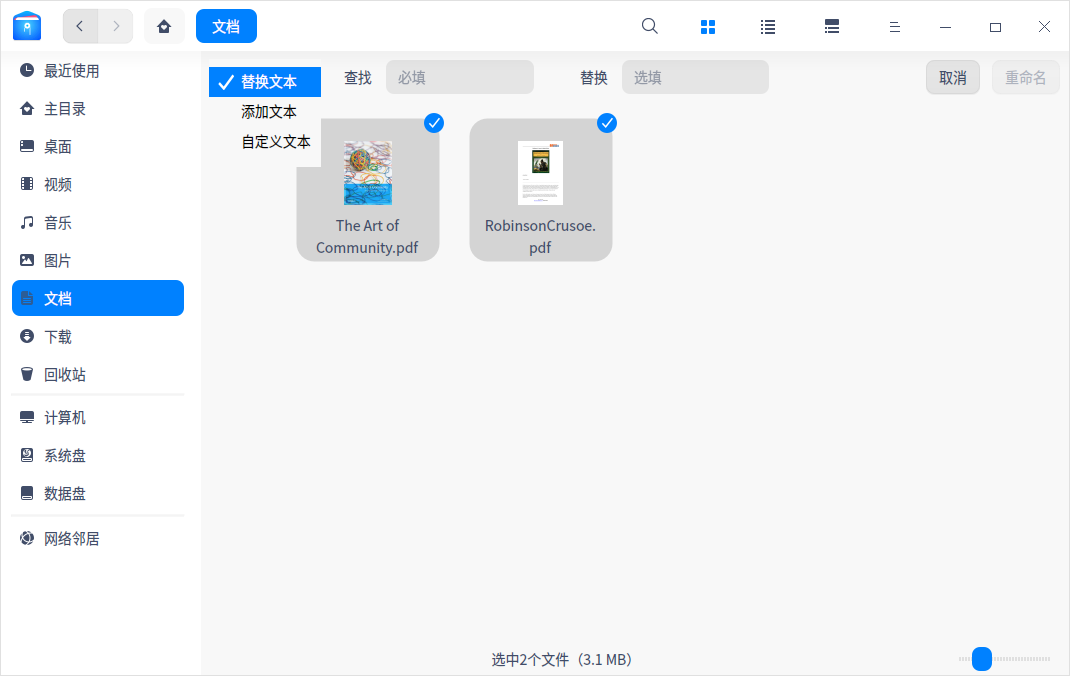 文档
最近使用
主目录
桌面
视频
音乐
图片
文档
下载
回收站
计算机
系统盘
数据盘
网络邻居
替换文本
添加文本
自定义文本
查找
必填
替换
选填
取消
重命名
The Art of
Community.pdf
RobinsonCrusoe.
pdf
选中2个文件（3.1 MB）